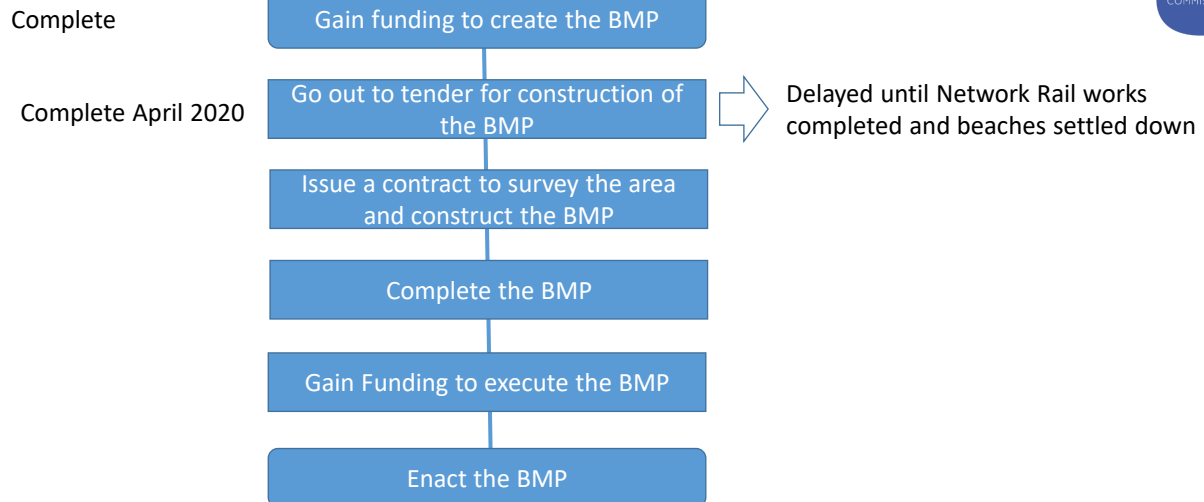 Complete
Gain funding to create the BMP
Complete April 2020
Go out to tender for construction of
the BMP
Delayed until Network Rail works
completed and beaches settled down
Issue a contract to survey the area
and construct the BMP
Complete the BMP
Gain Funding to execute the BMP
Enact the BMP